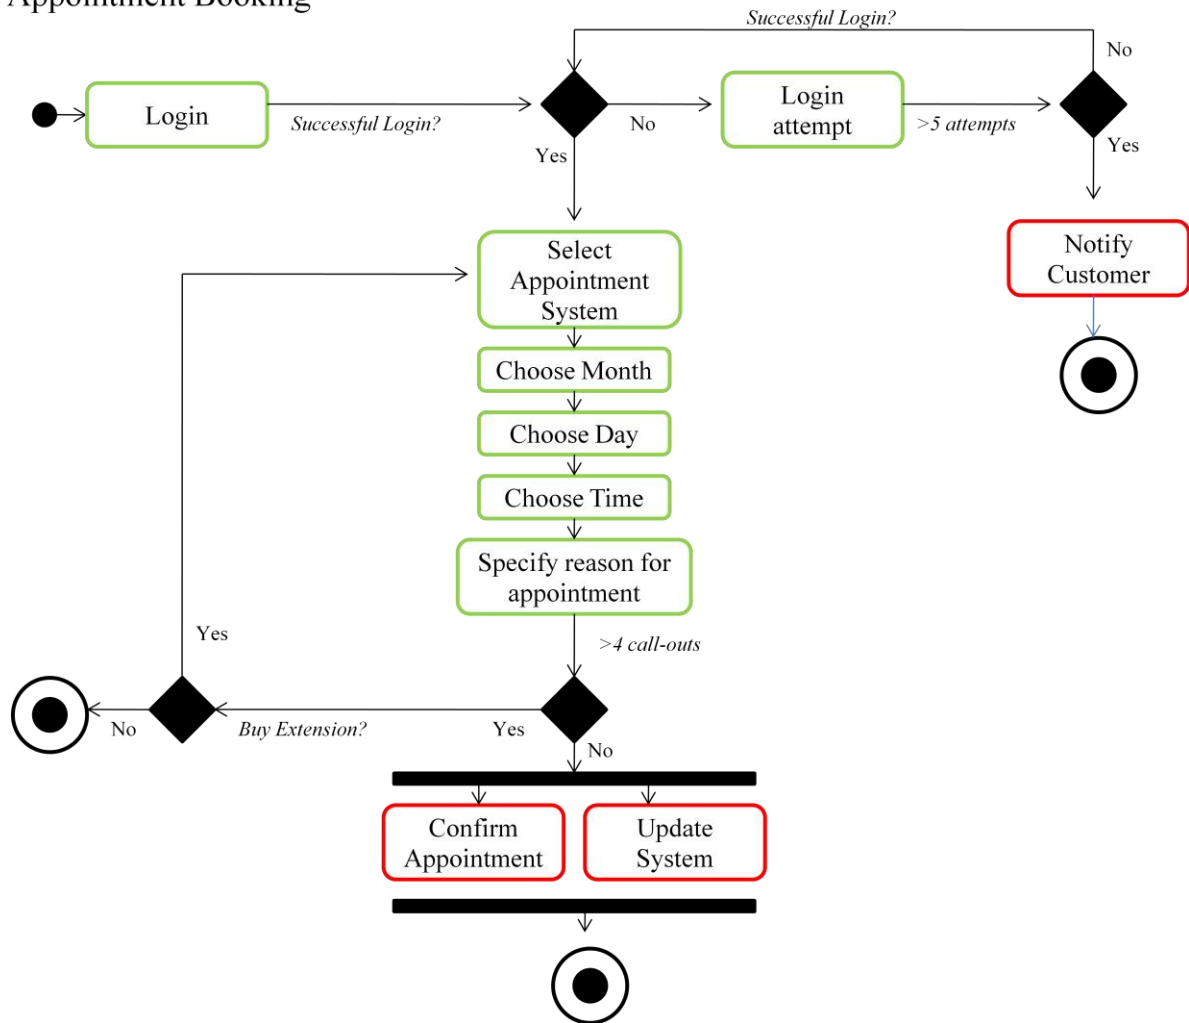 Appointment Booking
Successful Login?
No
Login
Successful Login?
No
Login
attempt
>5 attempts
Yes
Yes
Select
Appointment
System
Notify
Customer
Choose Month
Choose Day
Choose Time
Specify reason for
appointment
>4 call-outs
Yes
No
Buy Extension?
Yes
No
Confirm
Appointment
Update
System